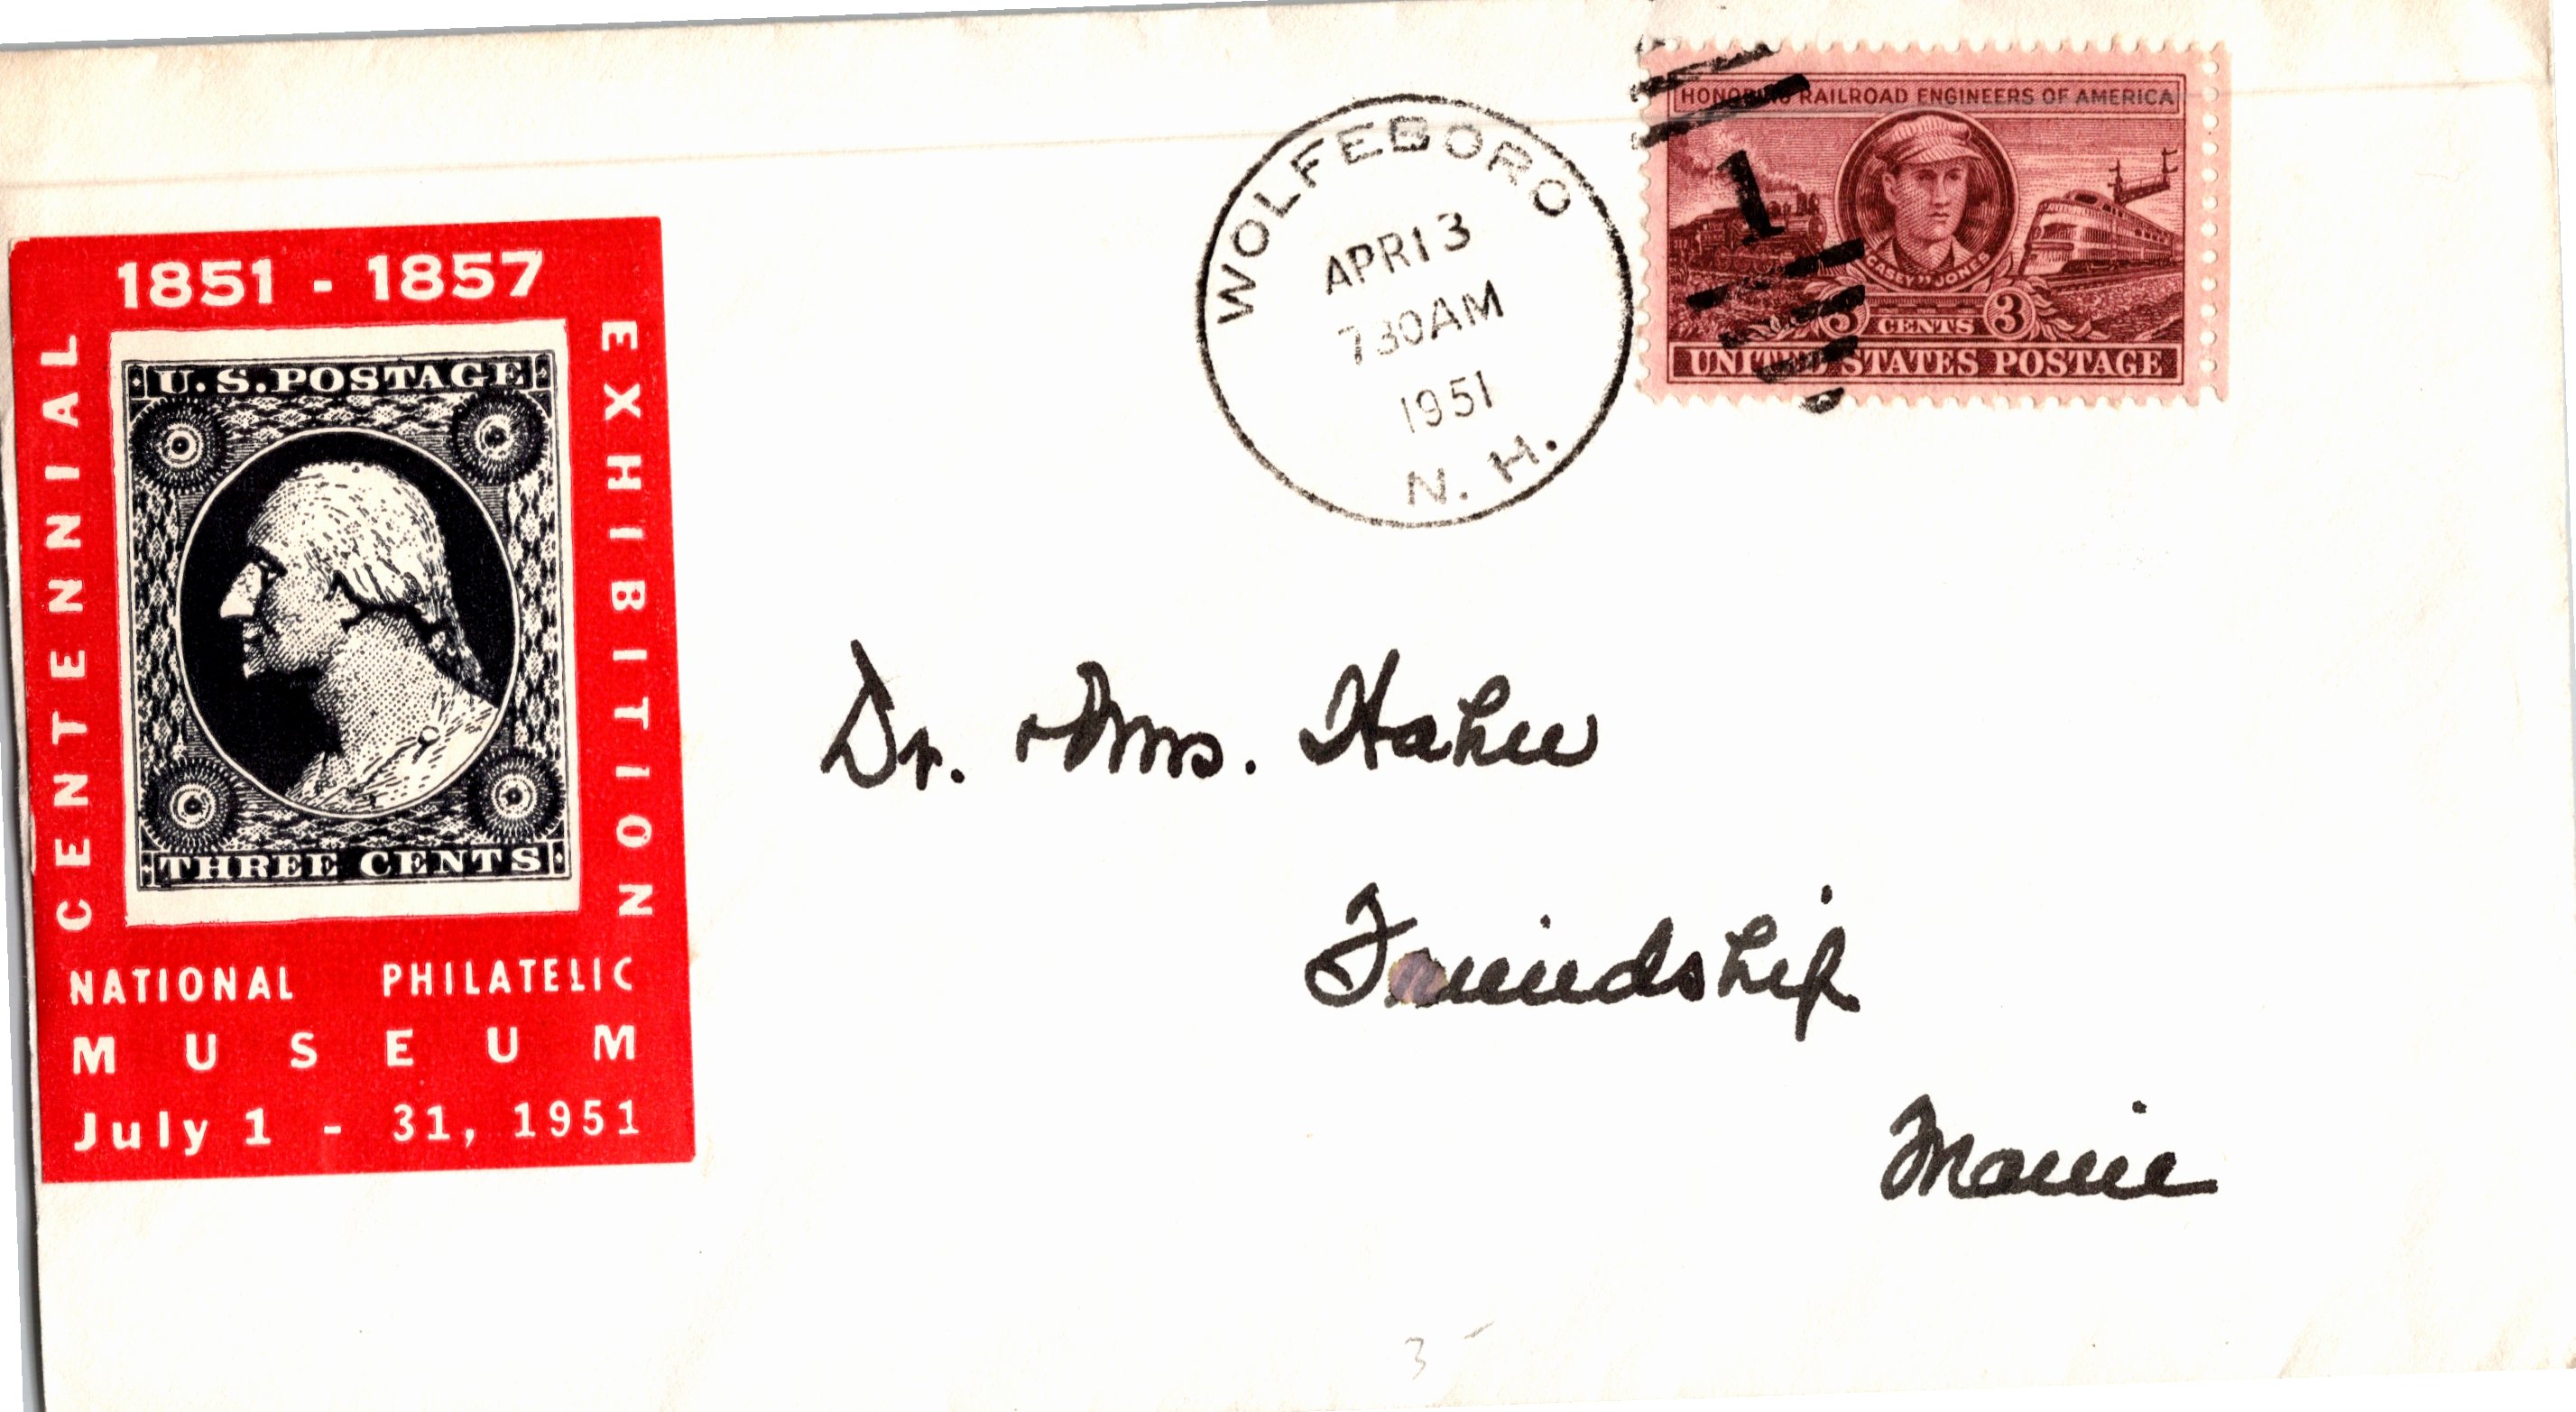 1851 - 1857
CENTENNIAL
EXHIBITION
U.S. POSTAGE
THREE CENTS
NATIONAL PHILATELIC
MUSEUM
July 1 - 31, 1951
WOLFEBORO
APR 13
7 30 AM
1951
N. H.
1
HONORING RAILROAD ENGINEERS OF AMERICA
"CASEY" JONES
3 CENTS 3
UNITED STATES POSTAGE
Dr. & Mrs.
Friendship
Maine
3 -